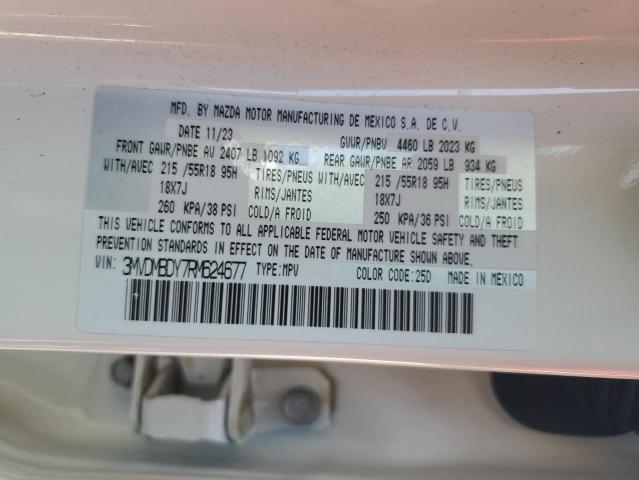 MFD. BY MAZDA MOTOR MANUFACTURING DE MEXICO S.A. DE C.V.
DATE 11/23 GVWR/PNBV 4460 LB 2023 KG
FRONT GAWR/PNBE AV 2407 LB 1092 KG REAR GAWR/PNBE AR 2059 LB 934 KG
WITH/AVEC 215 /55R18 95H TIRES/PNEUS WITH/AVEC 215 /55R18 95H TIRES/PNEUS
18X7J RIMS/JANTES 18X7J RIMS/JANTES
260 KPA/38 PSI COLD/A FROID 250 KPA/36 PSI COLD/A FROID
THIS VEHICLE CONFORMS TO ALL APPLICABLE FEDERAL MOTOR VEHICLE SAFETY AND THEFT
PREVENTION STANDARDS IN EFFECT ON THE DATE OF MANUFACTURE SHOWN ABOVE.
VIN: 3MVDMBDY7RM624677 TYPE:MPV COLOR CODE:25D MADE IN MEXICO